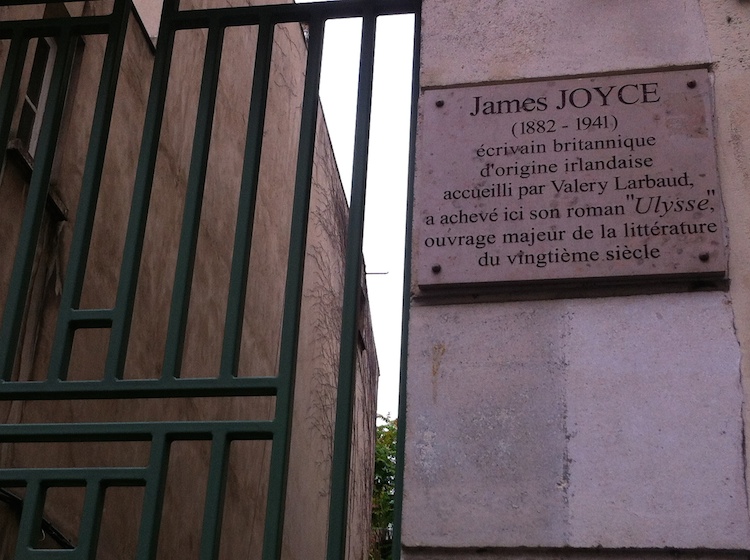 James JOYCE
(1882 - 1941)
écrivain britannique
d'origine irlandaise
accueilli par Valery Larbaud,
a achevé ici son roman "Ulysse",
ouvrage majeur de la littérature
du vingtième siècle